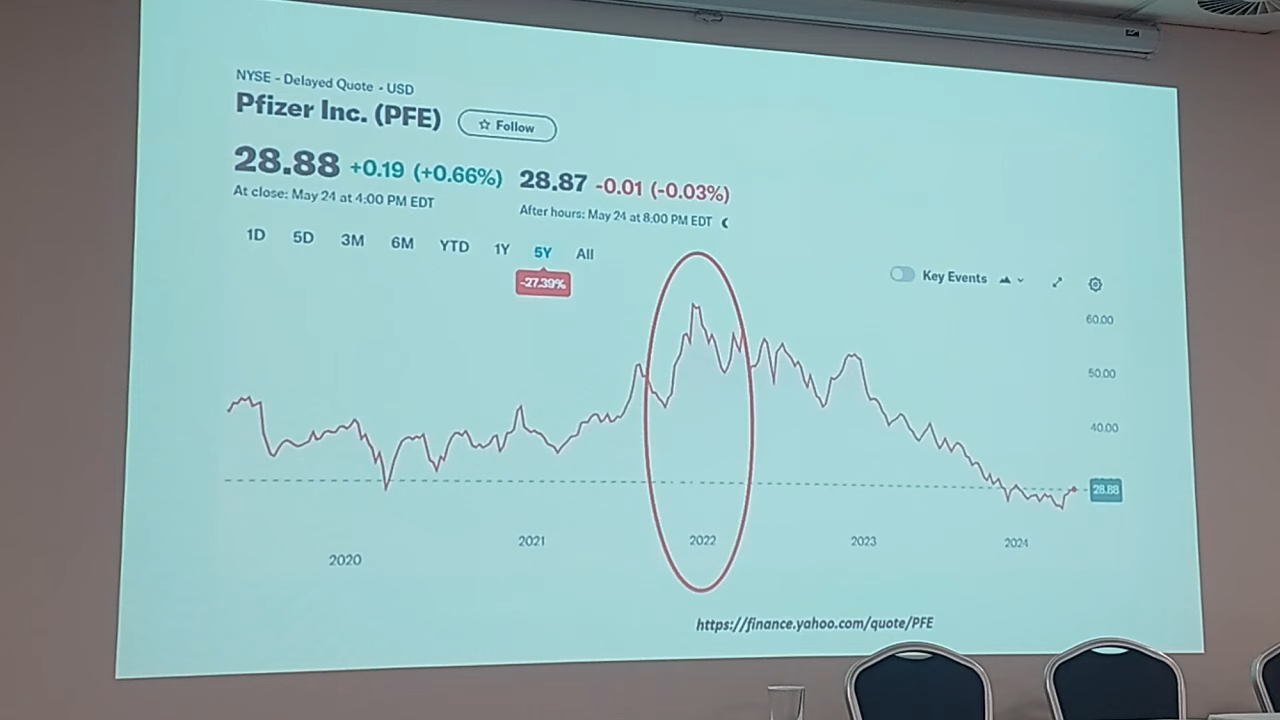 NYSE - Delayed Quote • USD
Pfizer Inc. (PFE)
☆ Follow
28.88 +0.19 (+0.66%) 28.87 -0.01 (-0.03%)
At close: May 24 at 4:00 PM EDT
After hours: May 24 at 8:00 PM EDT
1D 5D 3M 6M YTD 1Y 5Y All
-27.39%
Key Events
60.00
50.00
40.00
28.88
2020 2021 2022 2023 2024
https://finance.yahoo.com/quote/PFE